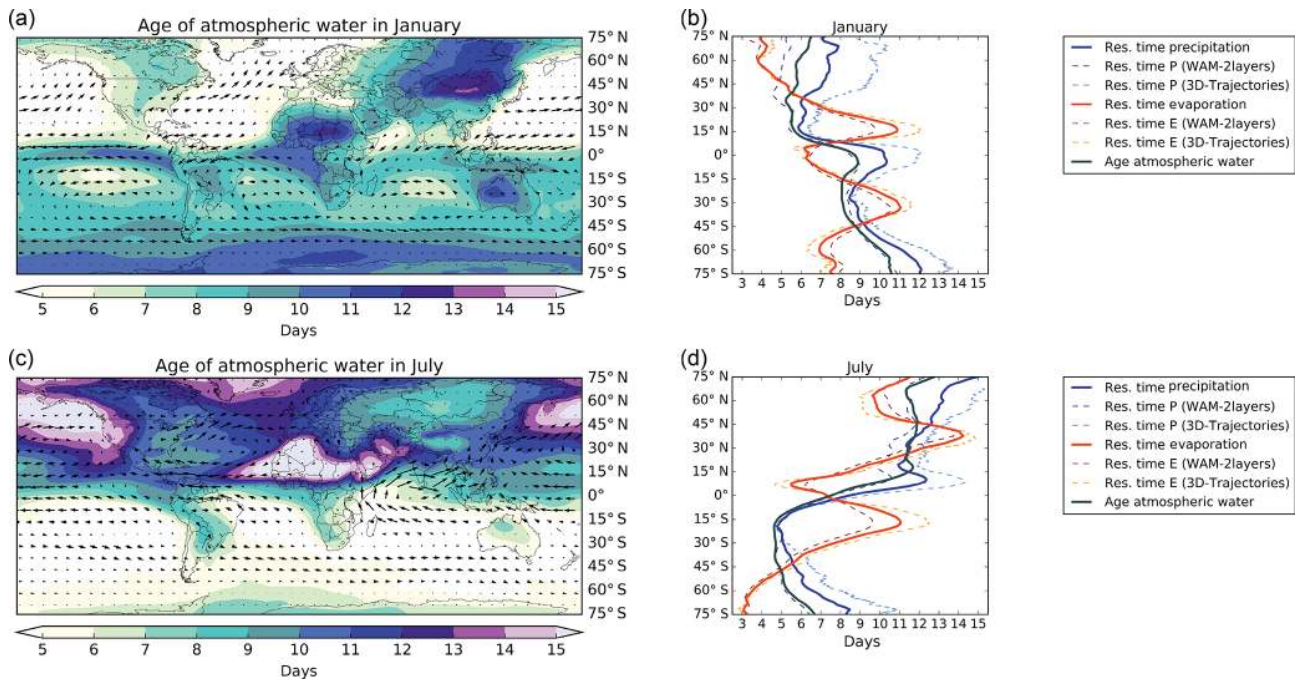 (a)
Age of atmospheric water in January
75° N
60° N
45° N
30° N
15° N
0°
15° S
30° S
45° S
60° S
75° S
5 6 7 8 9 10 11 12 13 14 15
Days
(b)
January
75° N
60° N
45° N
30° N
15° N
0°
15° S
30° S
45° S
60° S
75° S
3 4 5 6 7 8 9 10 11 12 13 14 15
Days
Res. time precipitation
Res. time P (WAM-2layers)
Res. time P (3D-Trajectories)
Res. time evaporation
Res. time E (WAM-2layers)
Res. time E (3D-Trajectories)
Age atmospheric water
(c)
Age of atmospheric water in July
75° N
60° N
45° N
30° N
15° N
0°
15° S
30° S
45° S
60° S
75° S
5 6 7 8 9 10 11 12 13 14 15
Days
(d)
July
75° N
60° N
45° N
30° N
15° N
0°
15° S
30° S
45° S
60° S
75° S
3 4 5 6 7 8 9 10 11 12 13 14 15
Days
Res. time precipitation
Res. time P (WAM-2layers)
Res. time P (3D-Trajectories)
Res. time evaporation
Res. time E (WAM-2layers)
Res. time E (3D-Trajectories)
Age atmospheric water